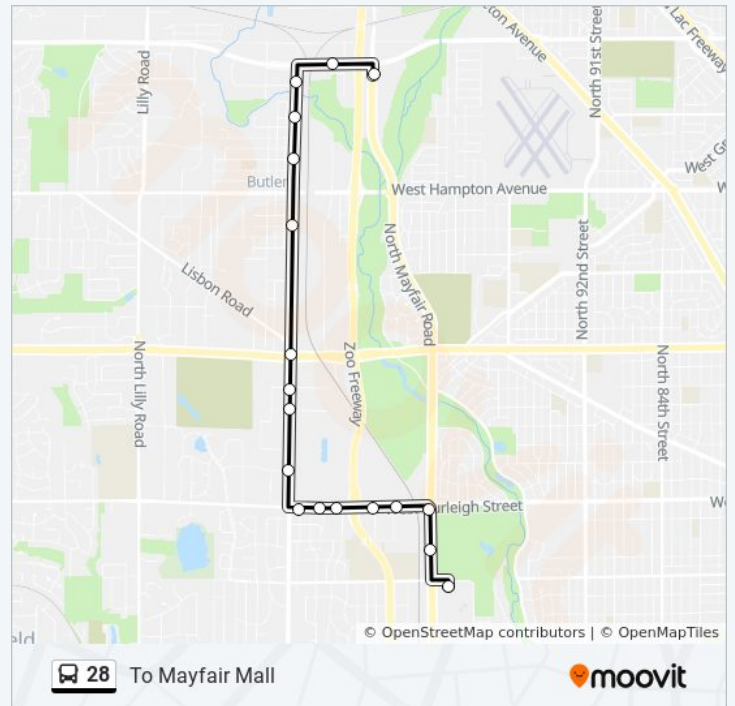 ton Avenue
Lilly Road
North 91st Street
Lac Freeway
West G
Butler
West Hampton Avenue
W
North Mayfair Road
North 92nd Street
Lisbon Road
North Lilly Road
Zoo Freeway
North 84th Street
urleigh Street
W
eld
© OpenStreetMap contributors | © OpenMapTiles
28 To Mayfair Mall
moovit